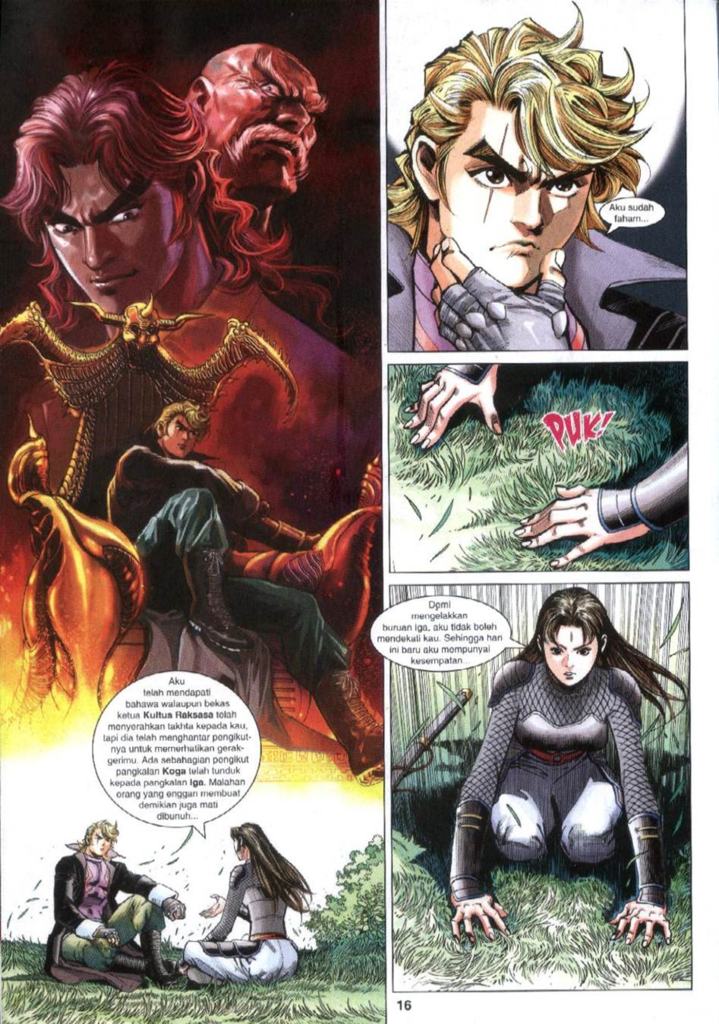 Aku
telah mendapati
bahawa walaupun bekas
ketua Kultus Raksasa telah
menyerahkan takhta kepada kau,
tapi dia telah menghantar pengikut-
nya untuk memerhatikan gerak-
gerimu. Ada sebahagian pengikut
pangkalan Koga telah tunduk
kepada pangkalan Iga. Malahan
orang yang enggan membuat
demikian juga mati
dibunuh...
Aku sudah
faham...
PUK!
Demi
mengelakkan
buruan Iga, aku tidak boleh
mendekati kau. Sehingga hari
ini baru aku mempunyai
kesempatan...
16